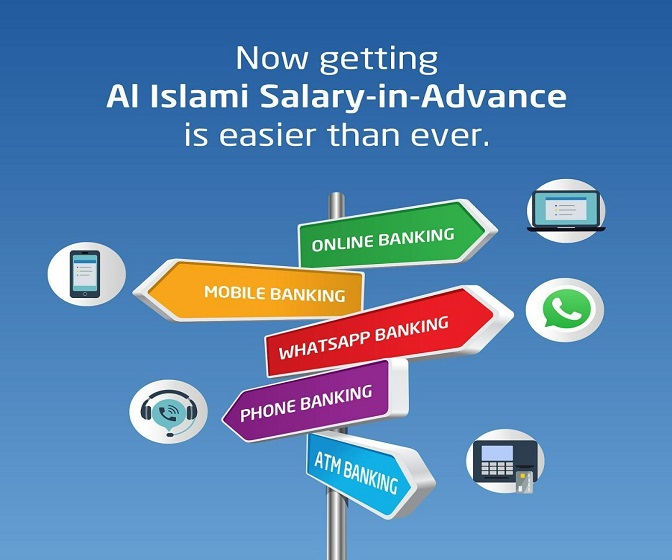 Now getting
Al Islami Salary-in-Advance
is easier than ever.
ONLINE BANKING
MOBILE BANKING
WHATSAPP BANKING
PHONE BANKING
ATM BANKING